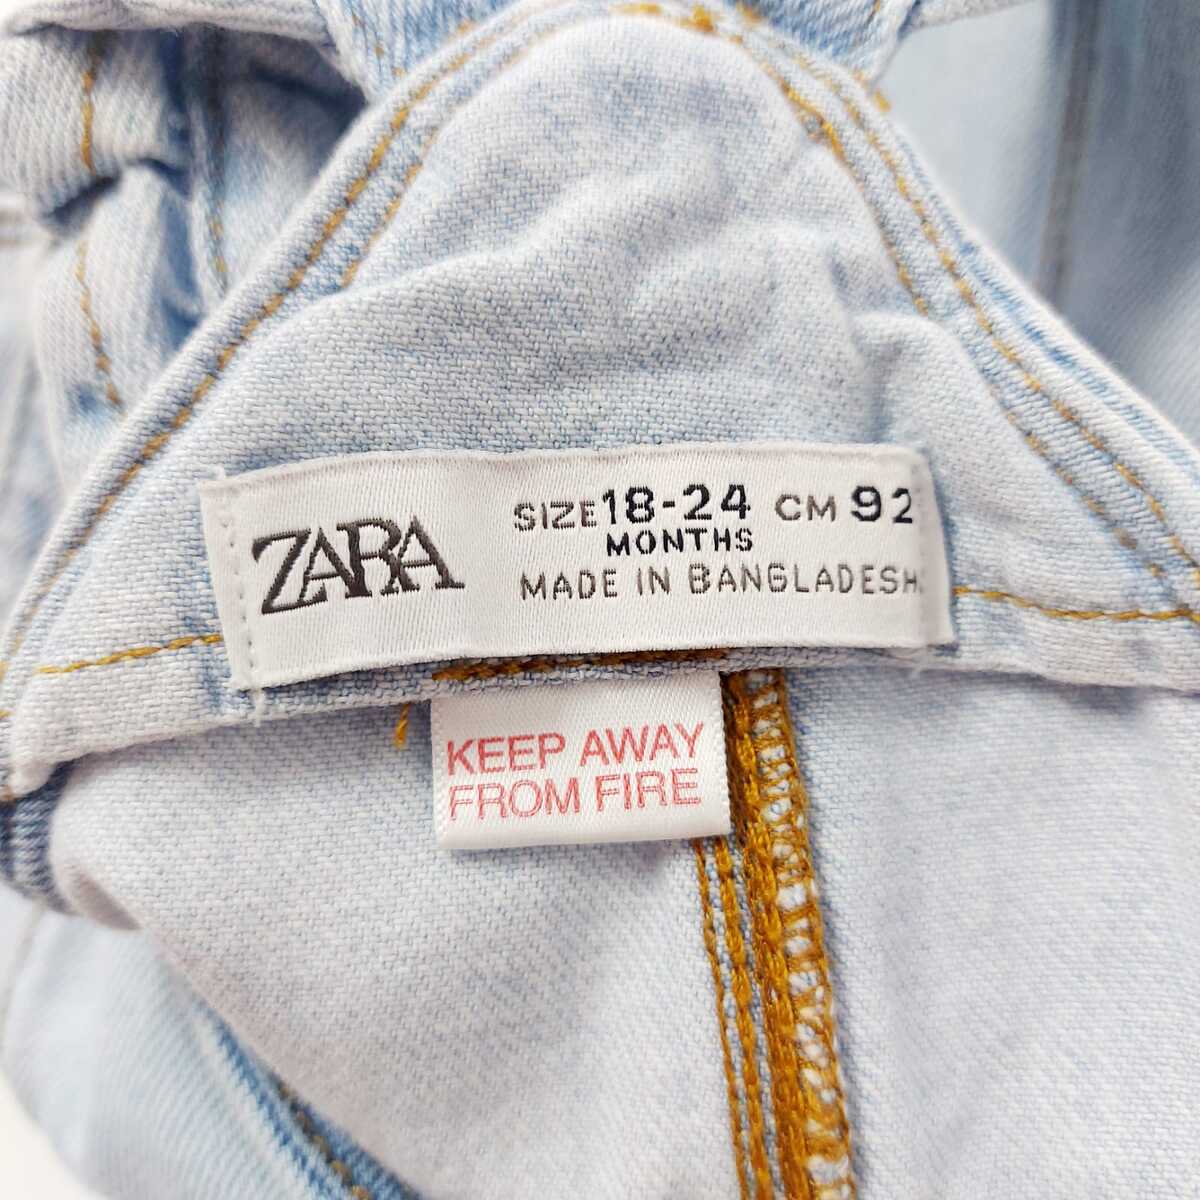 ZARA
SIZE 18-24 CM 92
MONTHS
MADE IN BANGLADESH
KEEP AWAY
FROM FIRE